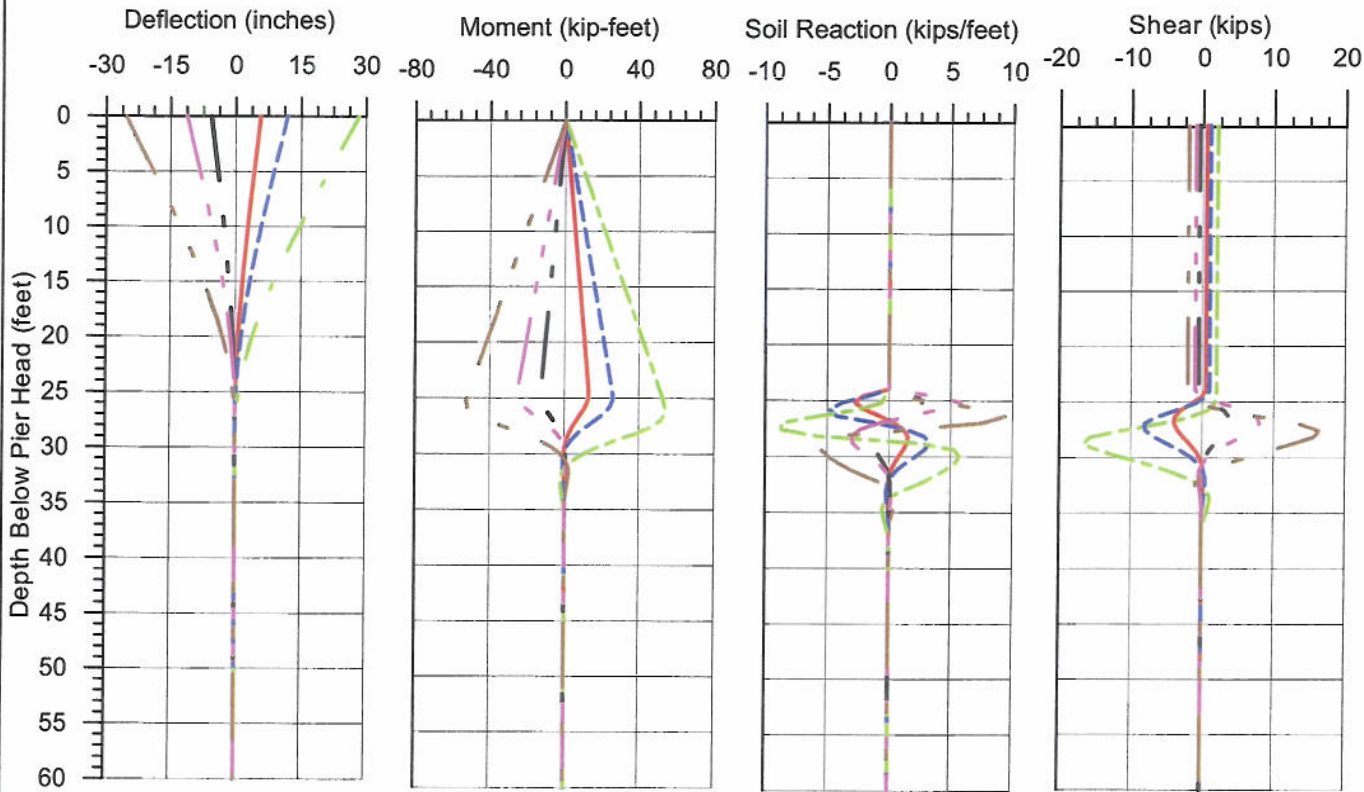 Deflection (inches)
Moment (kip-feet)
Soil Reaction (kips/feet)
Shear (kips)
-30 -15 0 15 30
-80 -40 0 40 80
-10 -5 0 5 10
-20 -10 0 10 20
Depth Below Pier Head (feet)
0
5
10
15
20
25
30
35
40
45
50
55
60